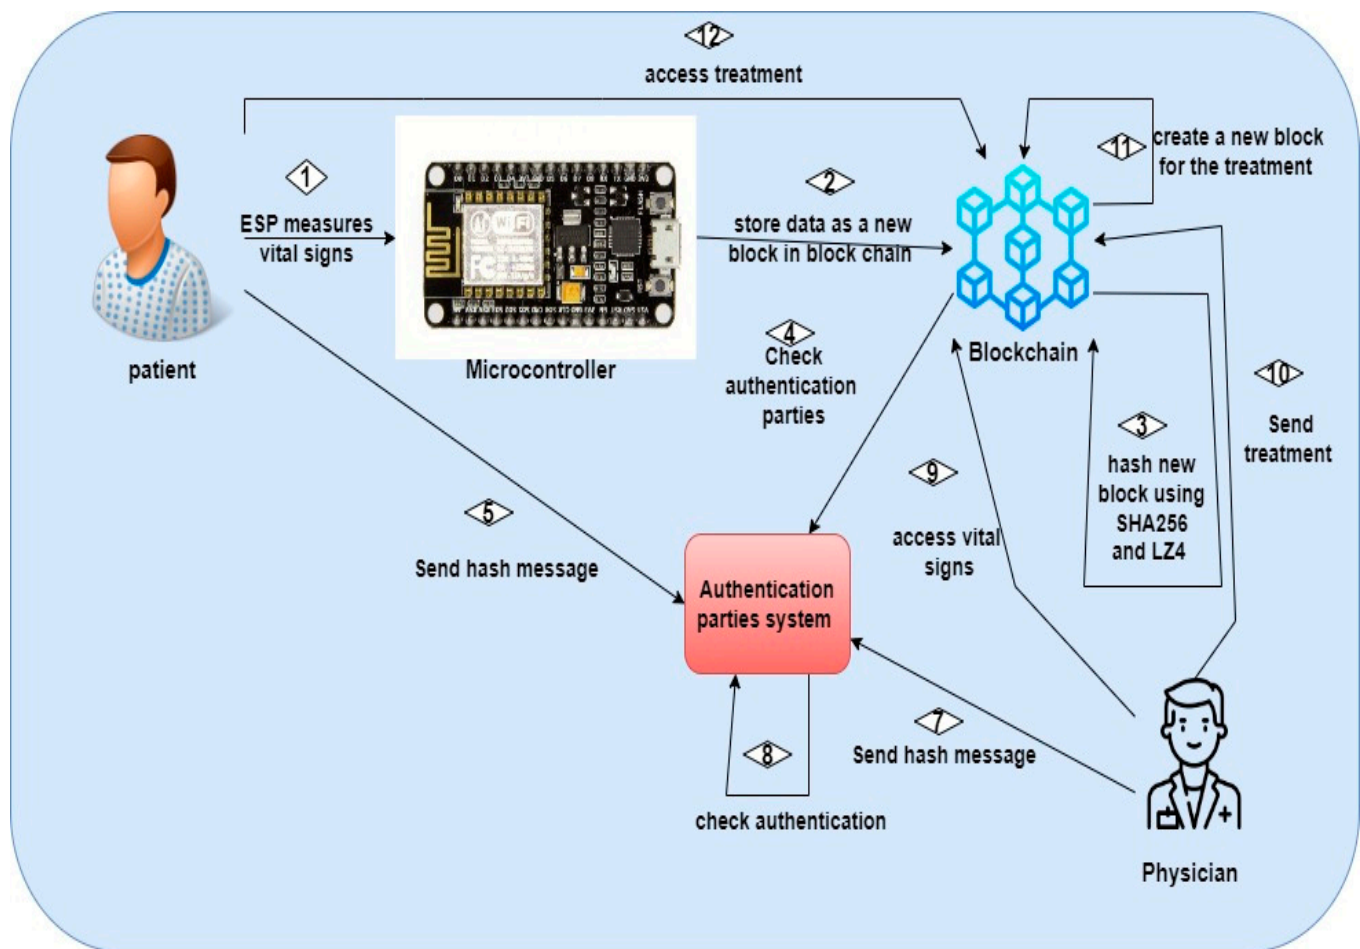 12
access treatment
1
ESP measures
vital signs
2
store data as a new
block in block chain
11
create a new block
for the treatment
WiFi
patient
Microcontroller
Blockchain
4
Check
authentication
parties
10
Send
treatment
3
hash new
block using
SHA256
and LZ4
9
access vital
signs
5
Send hash message
Authentication
parties system
7
Send hash message
8
check authentication
Physician